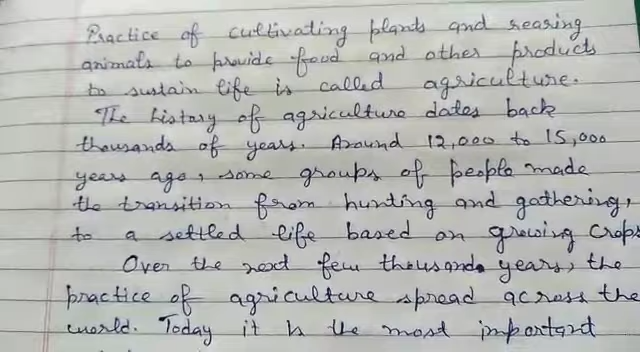 Practice of cultivating plants and rearing
animals to provide food and other products
to sustain life is called agriculture.
The history of agriculture dates back
thousands of years. Around 12,000 to 15,000
years ago, some groups of people made
the transition from hunting and gathering,
to a settled life based on growing crops
Over the next few thousand years, the
practice of agriculture spread across the
world. Today it is the most important